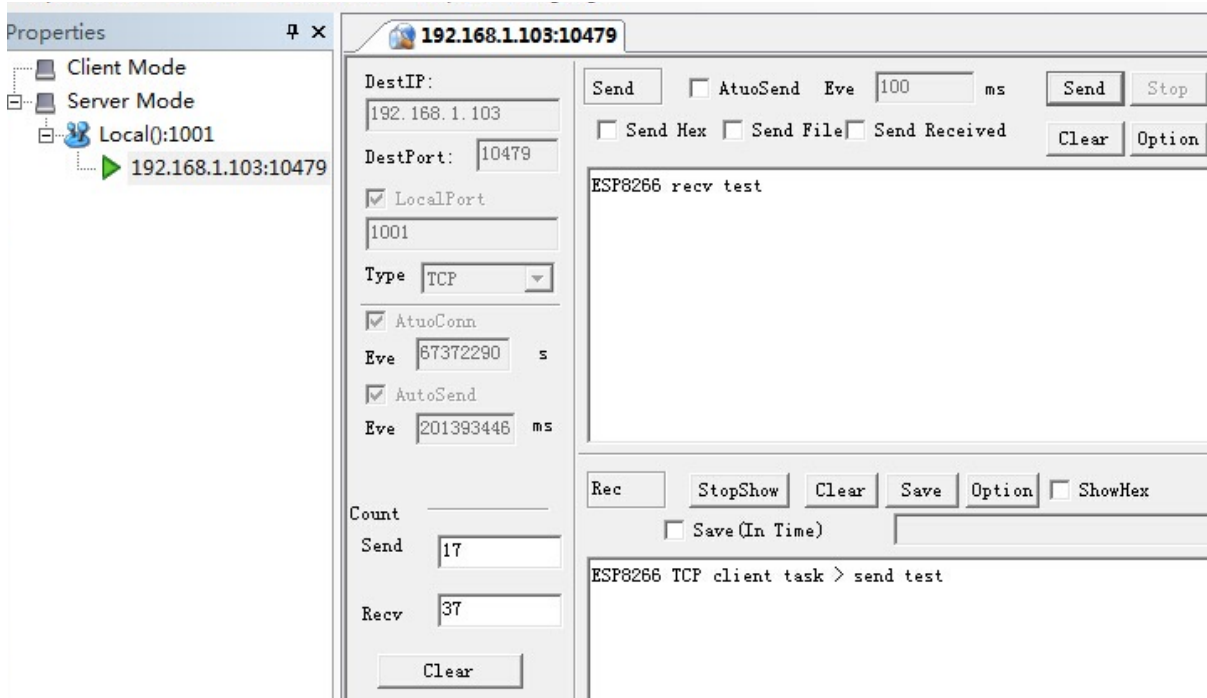 Properties
Client Mode
Server Mode
Local():1001
192.168.1.103:10479
192.168.1.103:10479
DestIP:
192.168.1.103
DestPort: 10479
LocalPort
1001
Type TCP
AtuoConn
Eve 67372290 s
AutoSend
Eve 201393446 ms
Count
Send 17
Recv 37
Clear
Send AtuoSend Eve 100 ms Send Stop
Send Hex Send File Send Received Clear Option
ESP8266 recv test
Rec StopShow Clear Save Option ShowHex
Save(In Time)
ESP8266 TCP client task > send test